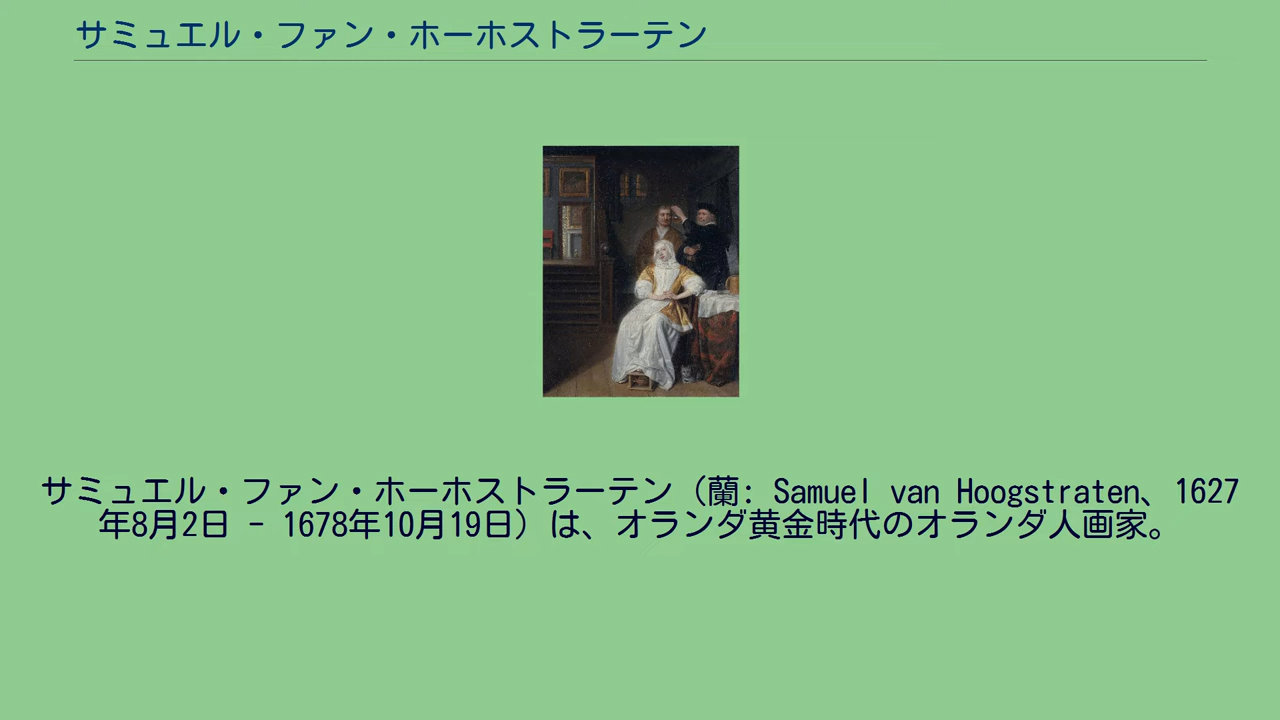 サミュエル・ファン・ホーホストラーテン
サミュエル・ファン・ホーホストラーテン（蘭: Samuel van Hoogstraten、1627
年8月2日 - 1678年10月19日）は、オランダ黄金時代のオランダ人画家。